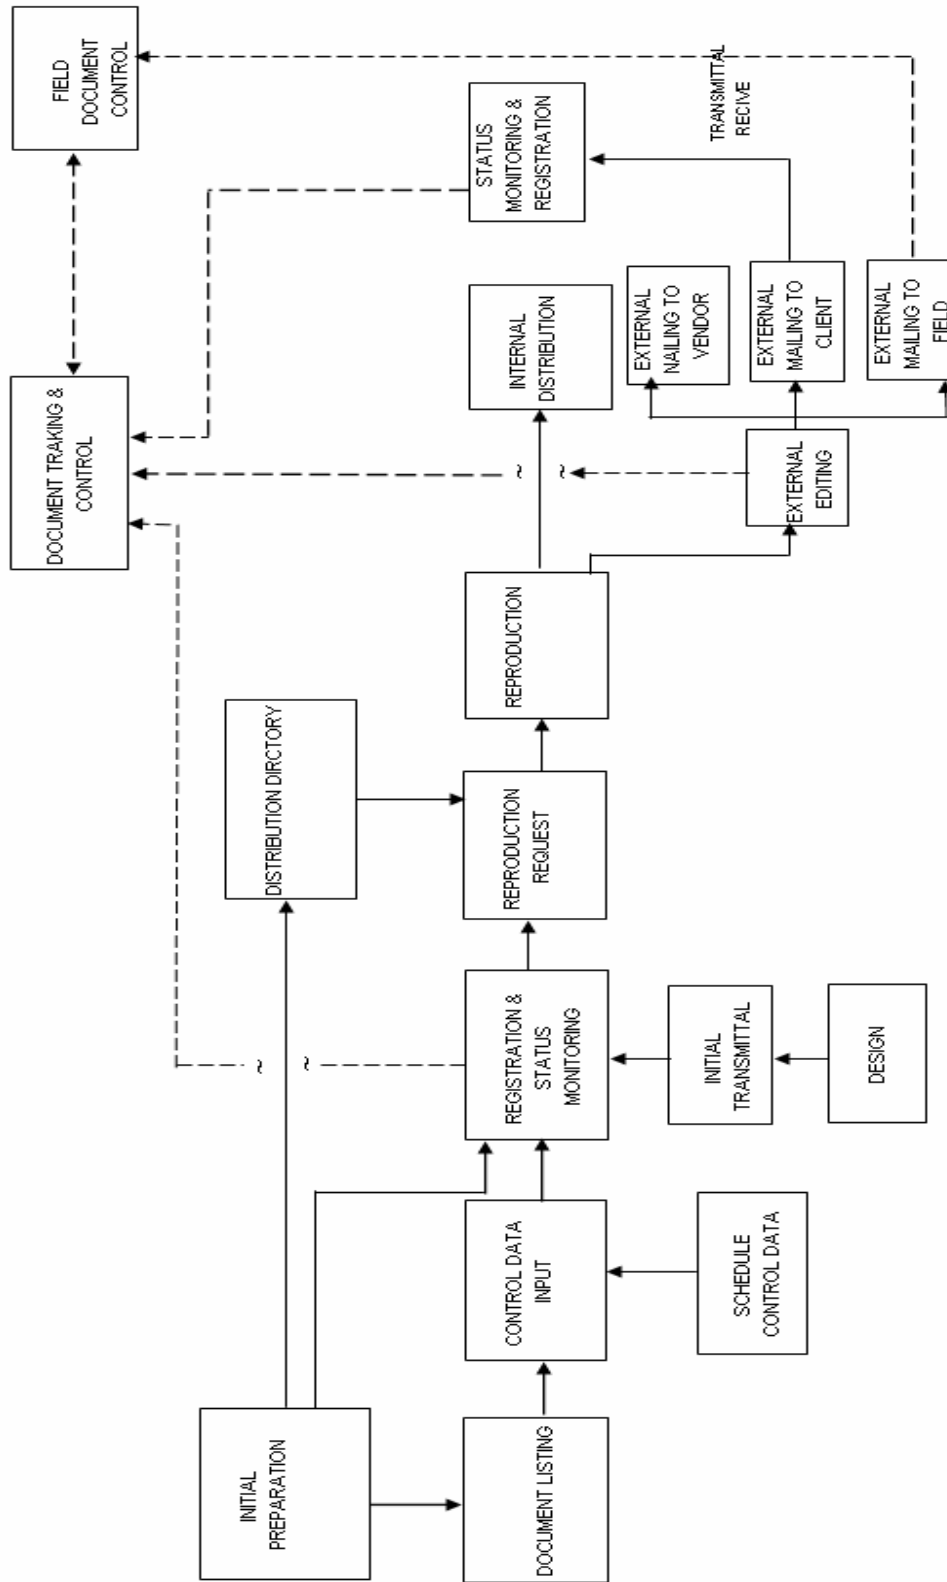 INITIAL
PREPARATION
DISTRIBUTION DIRCTORY
DOCUMENT TRAKING &
CONTROL
FIELD
DOCUMENT
CONTROL
DOCUMENT LISTING
CONTROL DATA
INPUT
REGISTRATION &
STATUS
MONITORING
REPRODUCTION
REQUEST
REPRODUCTION
INTERNAL
DISTRIBUTION
STATUS
MONITORING &
REGISTRATION
SCHEDULE
CONTROL DATA
INITIAL
TRANSMITTAL
DESIGN
EXTERNAL
EDITING
EXTERNAL
NAILING TO
VENDOR
EXTERNAL
MAILING TO
CLIENT
EXTERNAL
MAILING TO
FIELD
TRANSMITTAL
RECIVE